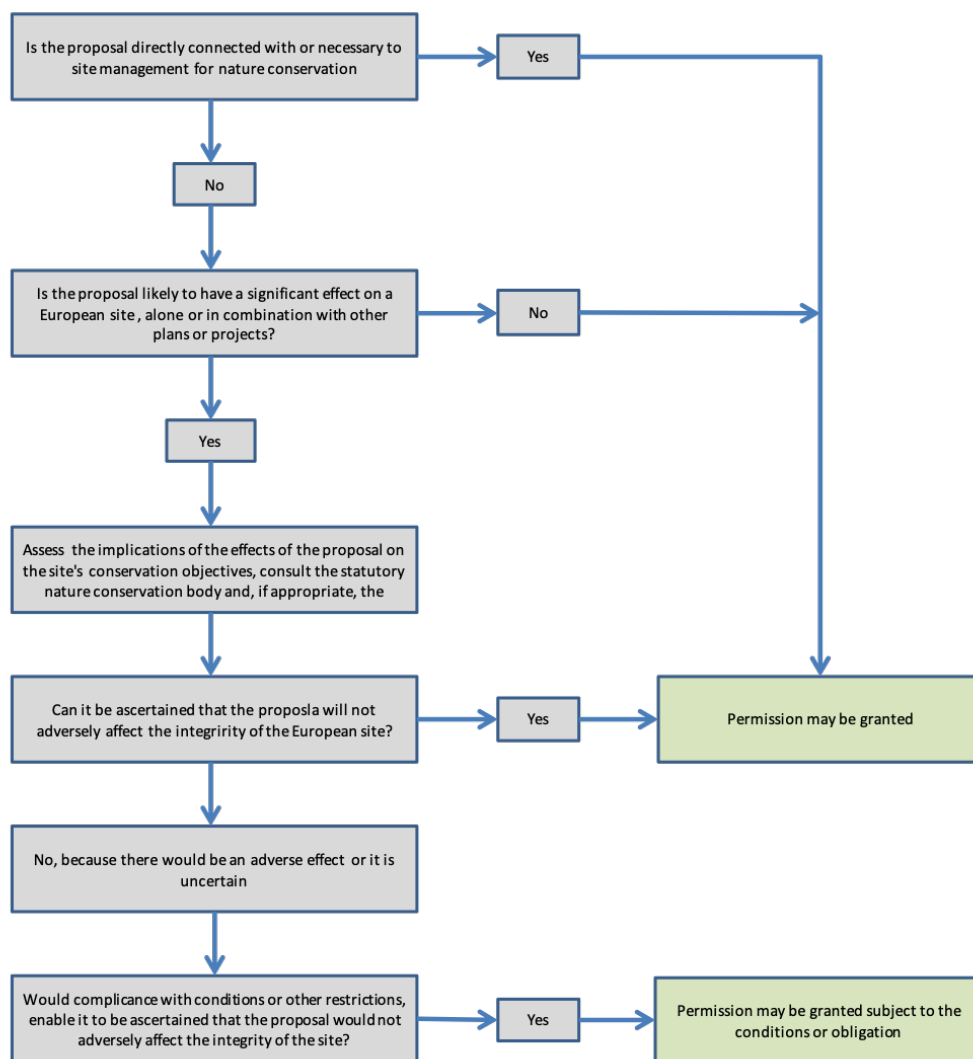 Is the proposal directly connected with or necessary to
site management for nature conservation
Yes
No
Is the proposal likely to have a significant effect on a
European site , alone or in combination with other
plans or projects?
No
Yes
Assess the implications of the effects of the proposal on
the site's conservation objectives, consult the statutory
nature conservation body and, if appropriate, the
Can it be ascertained that the proposla will not
adversely affect the integririty of the European site?
Yes
Permission may be granted
No, because there would be an adverse effect or it is
uncertain
Would complicance with conditions or other restrictions,
enable it to be ascertained that the proposal would not
adversely affect the integrity of the site?
Yes
Permission may be granted subject to the
conditions or obligation